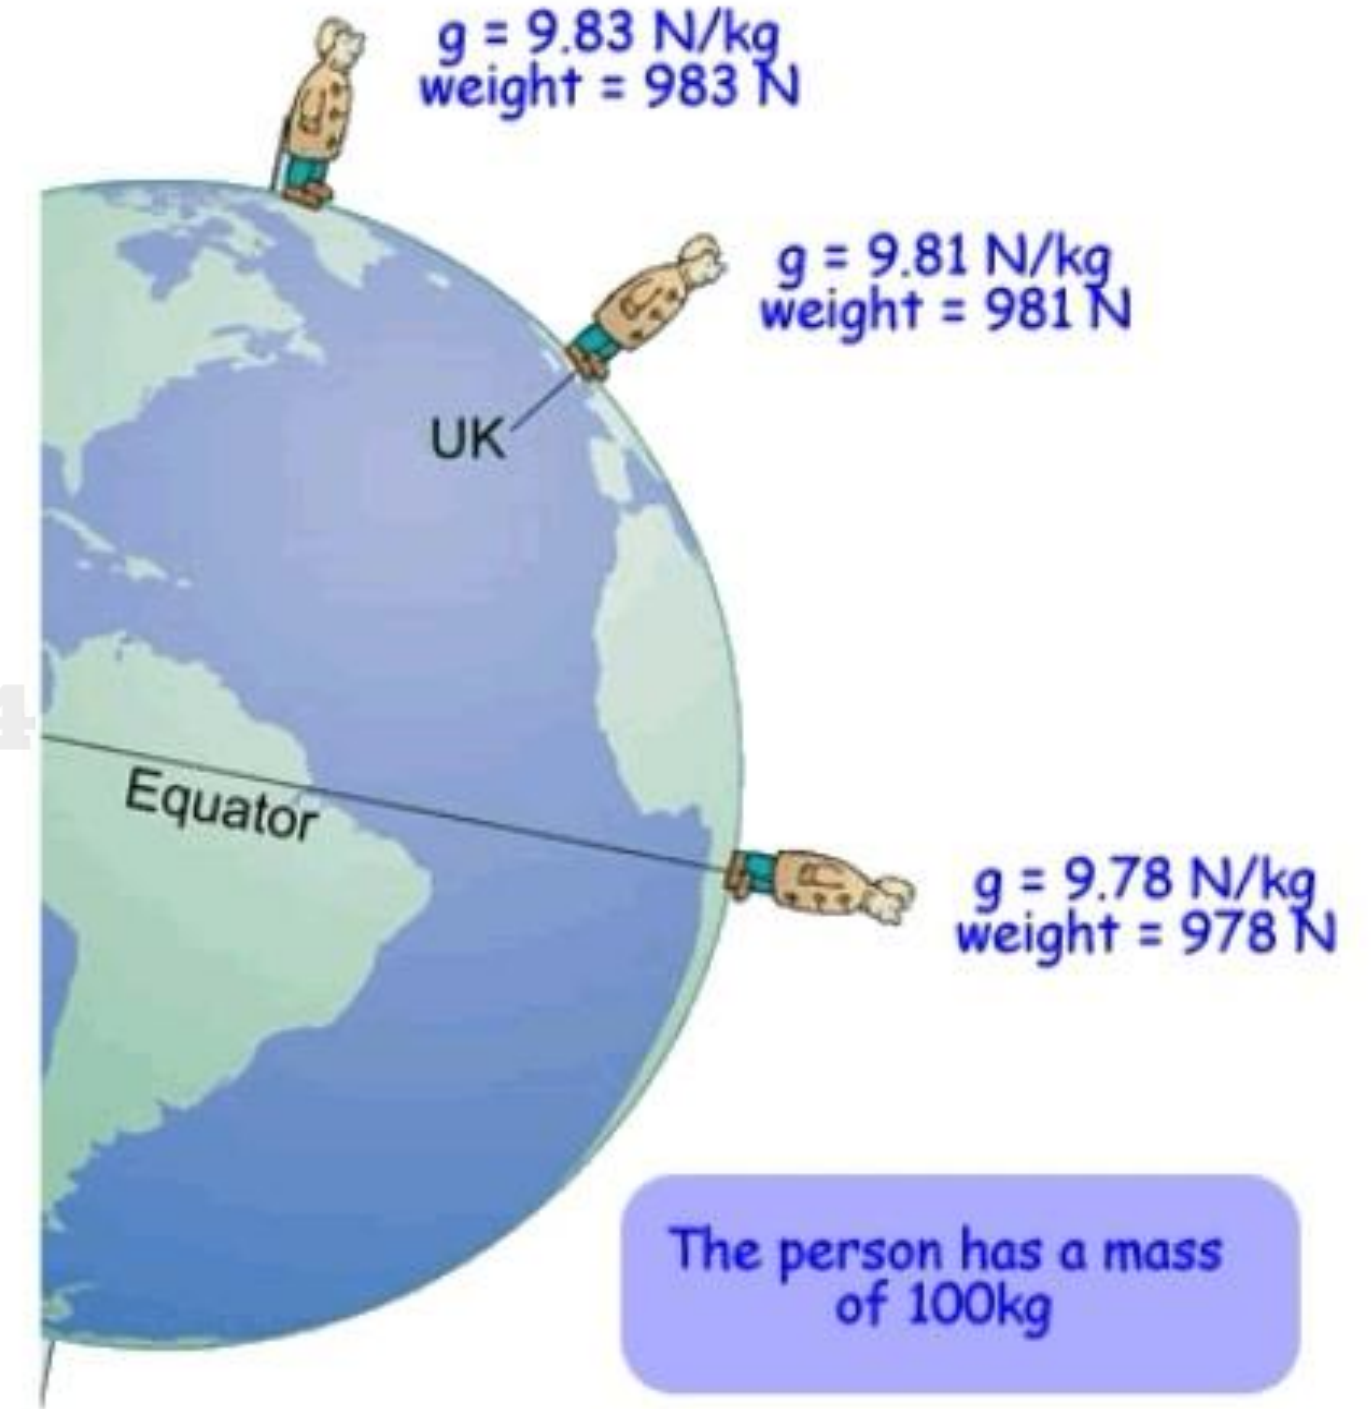 g = 9.83 N/kg
weight = 983 N
g = 9.81 N/kg
weight = 981 N
UK
4
Equator
g = 9.78 N/kg
weight = 978 N
The person has a mass
of 100kg